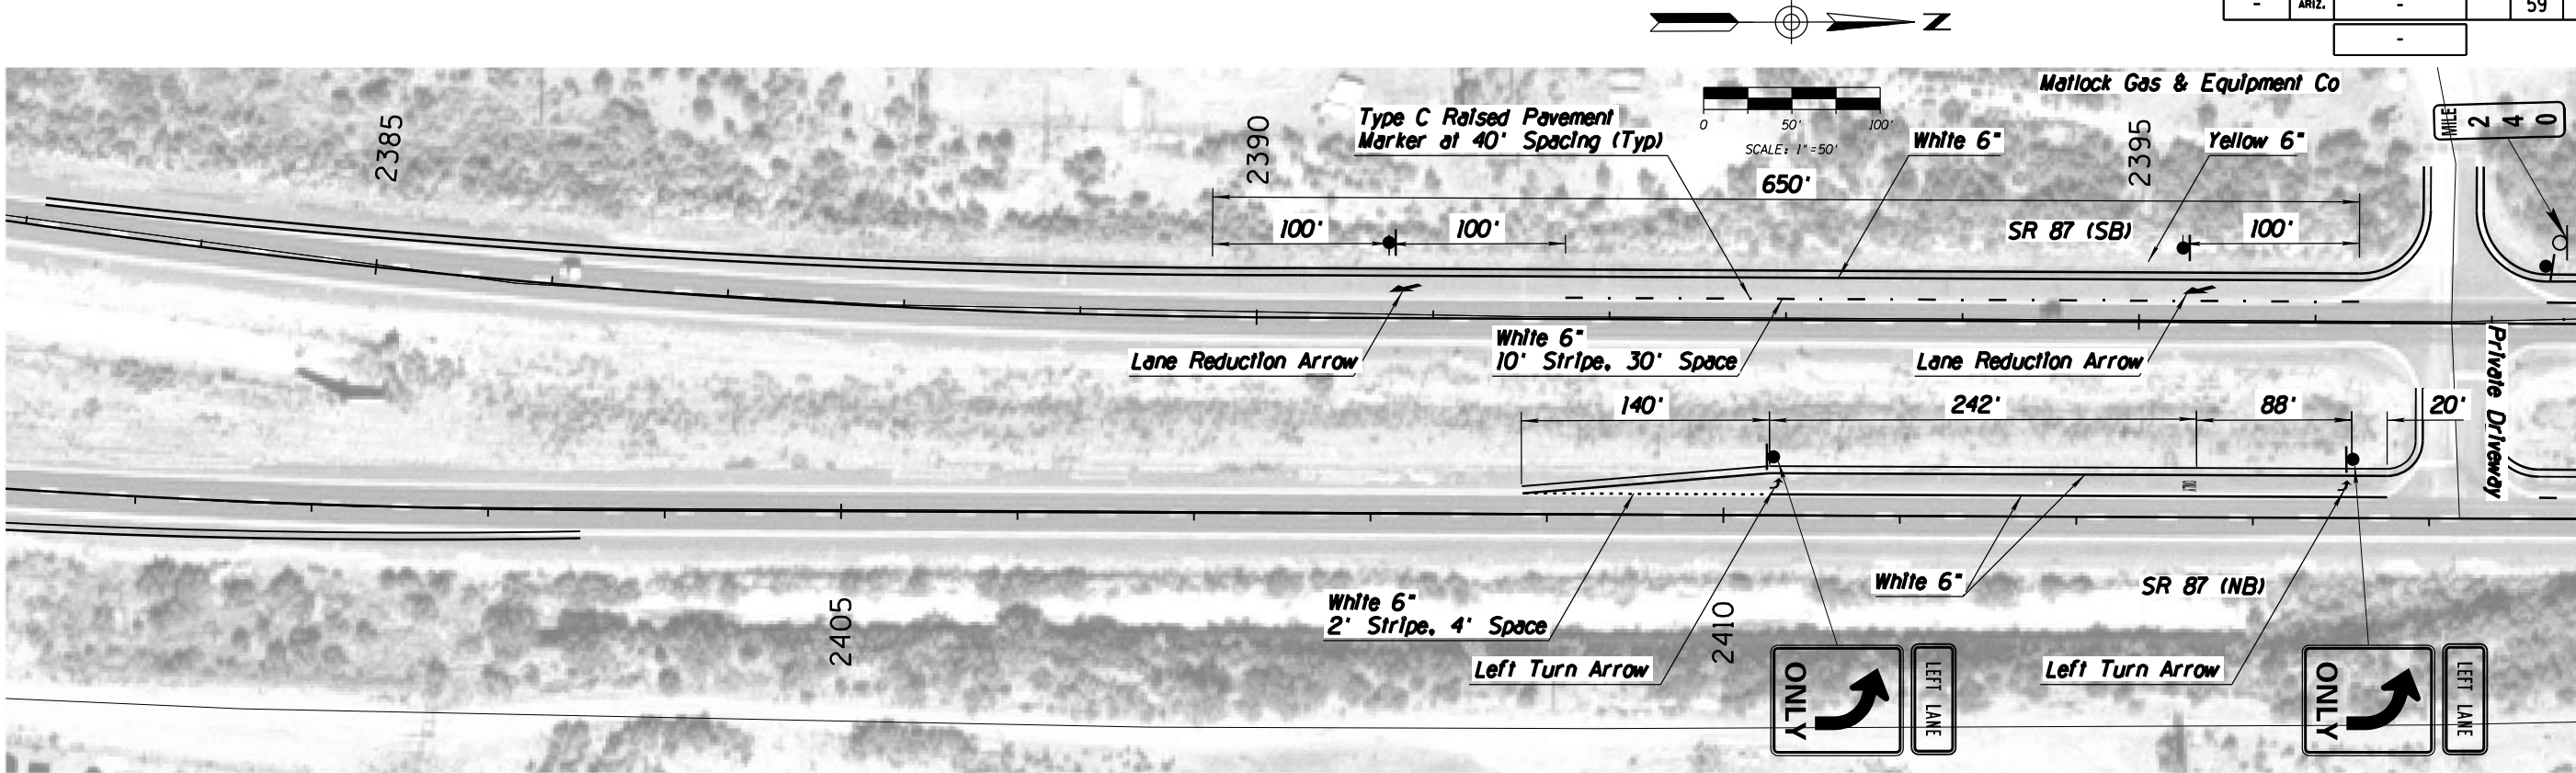 N
-
ARIZ.
-
59
-
Matlock Gas & Equipment Co
MILE
2
4
0
0
50'
100'
SCALE: 1"=50'
Type C Raised Pavement
Marker at 40' Spacing (Typ)
White 6"
Yellow 6"
2385
2390
2395
650'
100'
100'
SR 87 (SB)
100'
Lane Reduction Arrow
White 6"
10' Stripe, 30' Space
Lane Reduction Arrow
Private Driveway
140'
242'
88'
20'
ONLY
White 6"
2' Stripe, 4' Space
White 6"
SR 87 (NB)
2405
2410
Left Turn Arrow
ONLY
LEFT LANE
Left Turn Arrow
ONLY
LEFT LANE